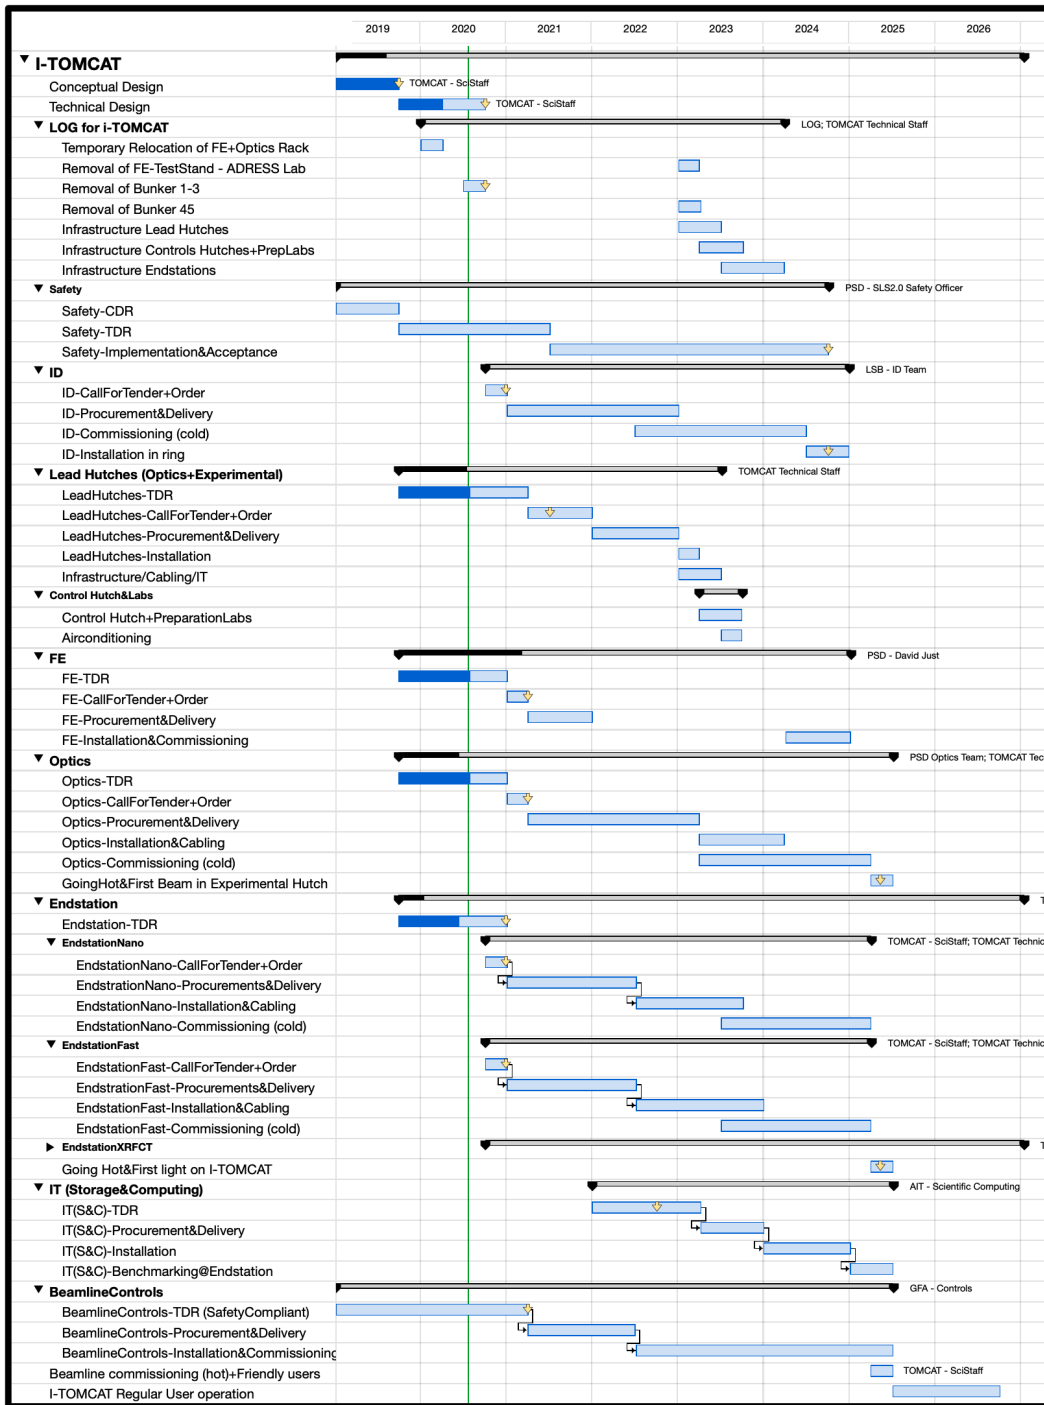 2019 2020 2021 2022 2023 2024 2025 2026
I-TOMCAT
Conceptual Design TOMCAT - SciStaff
Technical Design TOMCAT - SciStaff
LOG for i-TOMCAT LOG; TOMCAT Technical Staff
Temporary Relocation of FE+Optics Rack
Removal of FE-TestStand - ADRESS Lab
Removal of Bunker 1-3
Removal of Bunker 45
Infrastructure Lead Hutches
Infrastructure Controls Hutches+PrepLabs
Infrastructure Endstations
Safety PSD - SLS2.0 Safety Officer
Safety-CDR
Safety-TDR
Safety-Implementation&Acceptance
ID LSB - ID Team
ID-CallForTender+Order
ID-Procurement&Delivery
ID-Commissioning (cold)
ID-Installation in ring
Lead Hutches (Optics+Experimental) TOMCAT Technical Staff
LeadHutches-TDR
LeadHutches-CallForTender+Order
LeadHutches-Procurement&Delivery
LeadHutches-Installation
Infrastructure/Cabling/IT
Control Hutch&Labs
Control Hutch+PreparationLabs
Airconditioning
FE PSD - David Just
FE-TDR
FE-CallForTender+Order
FE-Procurement&Delivery
FE-Installation&Commissioning
Optics PSD Optics Team; TOMCAT Tec
Optics-TDR
Optics-CallForTender+Order
Optics-Procurement&Delivery
Optics-Installation&Cabling
Optics-Commissioning (cold)
GoingHot&First Beam in Experimental Hutch
Endstation T
Endstation-TDR
EndstationNano TOMCAT - SciStaff; TOMCAT Technic
EndstationNano-CallForTender+Order
EndstrationNano-Procurements&Delivery
EndstationNano-Installation&Cabling
EndstationNano-Commissioning (cold)
EndstationFast TOMCAT - SciStaff; TOMCAT Technic
EndstationFast-CallForTender+Order
EndstrationFast-Procurements&Delivery
EndstationFast-Installation&Cabling
EndstationFast-Commissioning (cold)
EndstationXRFCT T
Going Hot&First light on I-TOMCAT
IT (Storage&Computing) AIT - Scientific Computing
IT(S&C)-TDR
IT(S&C)-Procurement&Delivery
IT(S&C)-Installation
IT(S&C)-Benchmarking@Endstation
BeamlineControls GFA - Controls
BeamlineControls-TDR (SafetyCompliant)
BeamlineControls-Procurement&Delivery
BeamlineControls-Installation&Commissioning
Beamline commissioning (hot)+Friendly users TOMCAT - SciStaff
I-TOMCAT Regular User operation